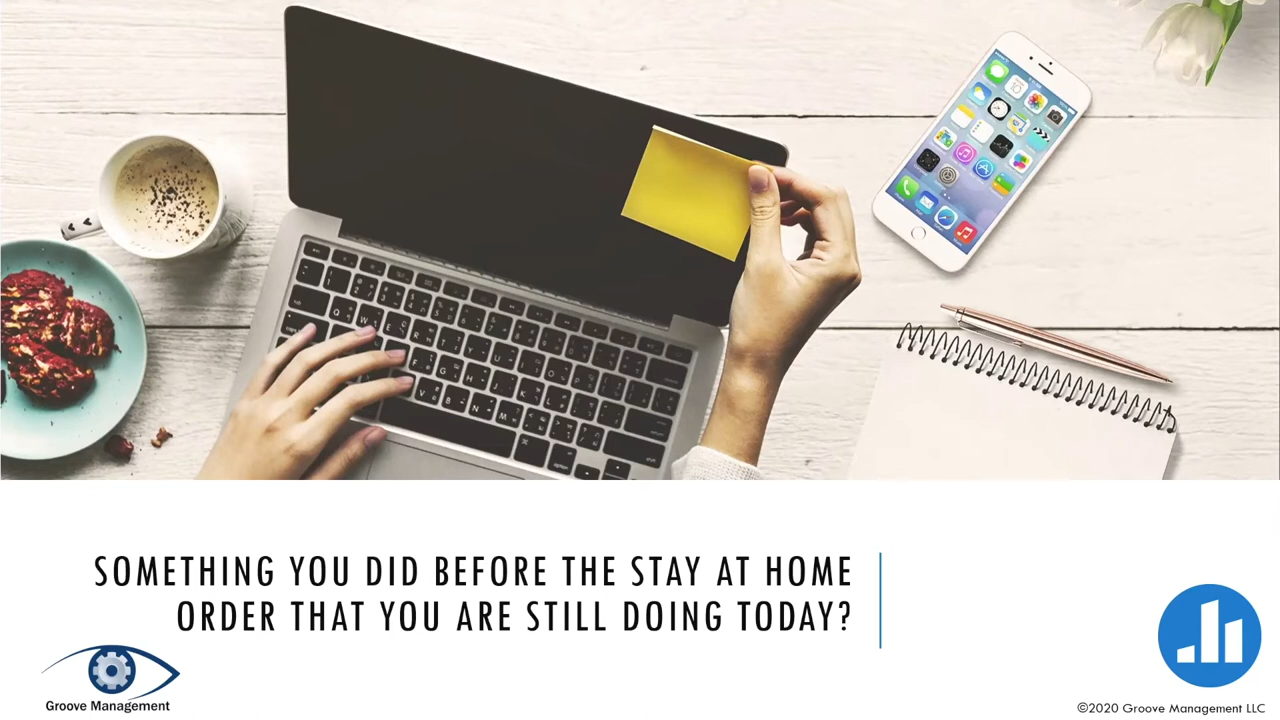 SOMETHING YOU DID BEFORE THE STAY AT HOME
ORDER THAT YOU ARE STILL DOING TODAY?
Groove Management
©2020 Groove Management LLC